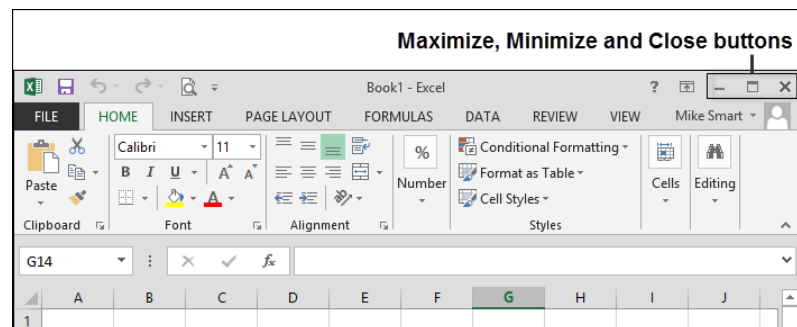 Maximize, Minimize and Close buttons
Book1 - Excel ?
FILE HOME INSERT PAGE LAYOUT FORMULAS DATA REVIEW VIEW Mike Smart
Calibri 11 % Conditional Formatting
B I U A A Format as Table
Paste A Number Cell Styles Cells Editing
Clipboard Font Alignment Styles
G14 fx
A B C D E F G H I J
1